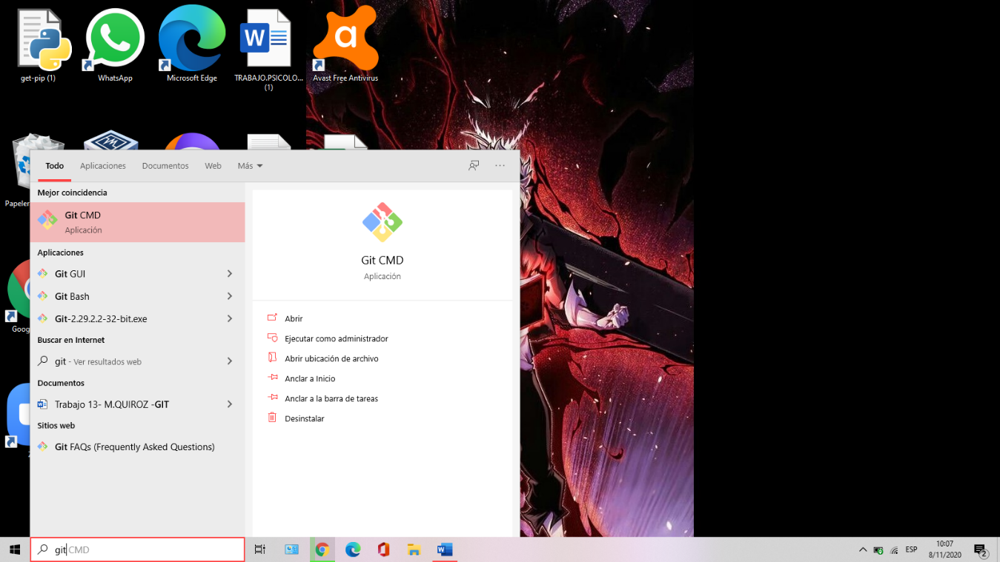 get-pip (1)
WhatsApp
Microsoft Edge
TRABAJO.PSICOLO...
(1)
Avast Free Antivirus
Todo
Aplicaciones
Documentos
Web
Más
Mejor coincidencia
Git CMD
Aplicación
Aplicaciones
Git GUI
Git Bash
Git-2.29.2.2-32-bit.exe
Buscar en Internet
git - Ver resultados web
Documentos
Trabajo 13- M.QUIROZ -GIT
Sitios web
Git FAQs (Frequently Asked Questions)
Git CMD
Aplicación
Abrir
Ejecutar como administrador
Abrir ubicación de archivo
Anclar a Inicio
Anclar a la barra de tareas
Desinstalar
Papeler
Goog
git CMD
ESP
10:07
8/11/2020
2